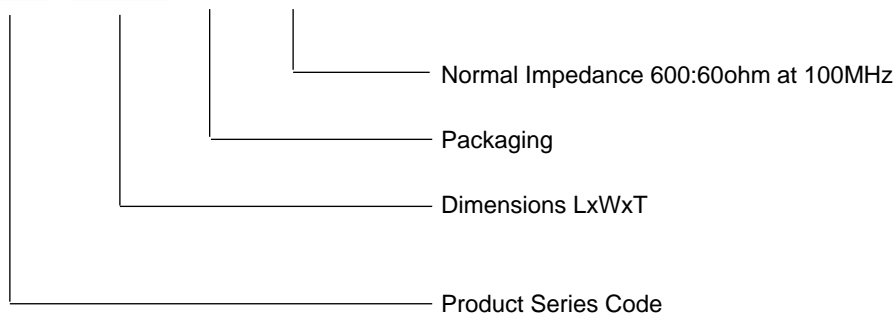 Normal Impedance 600:60ohm at 100MHz
Packaging
Dimensions LxWxT
Product Series Code